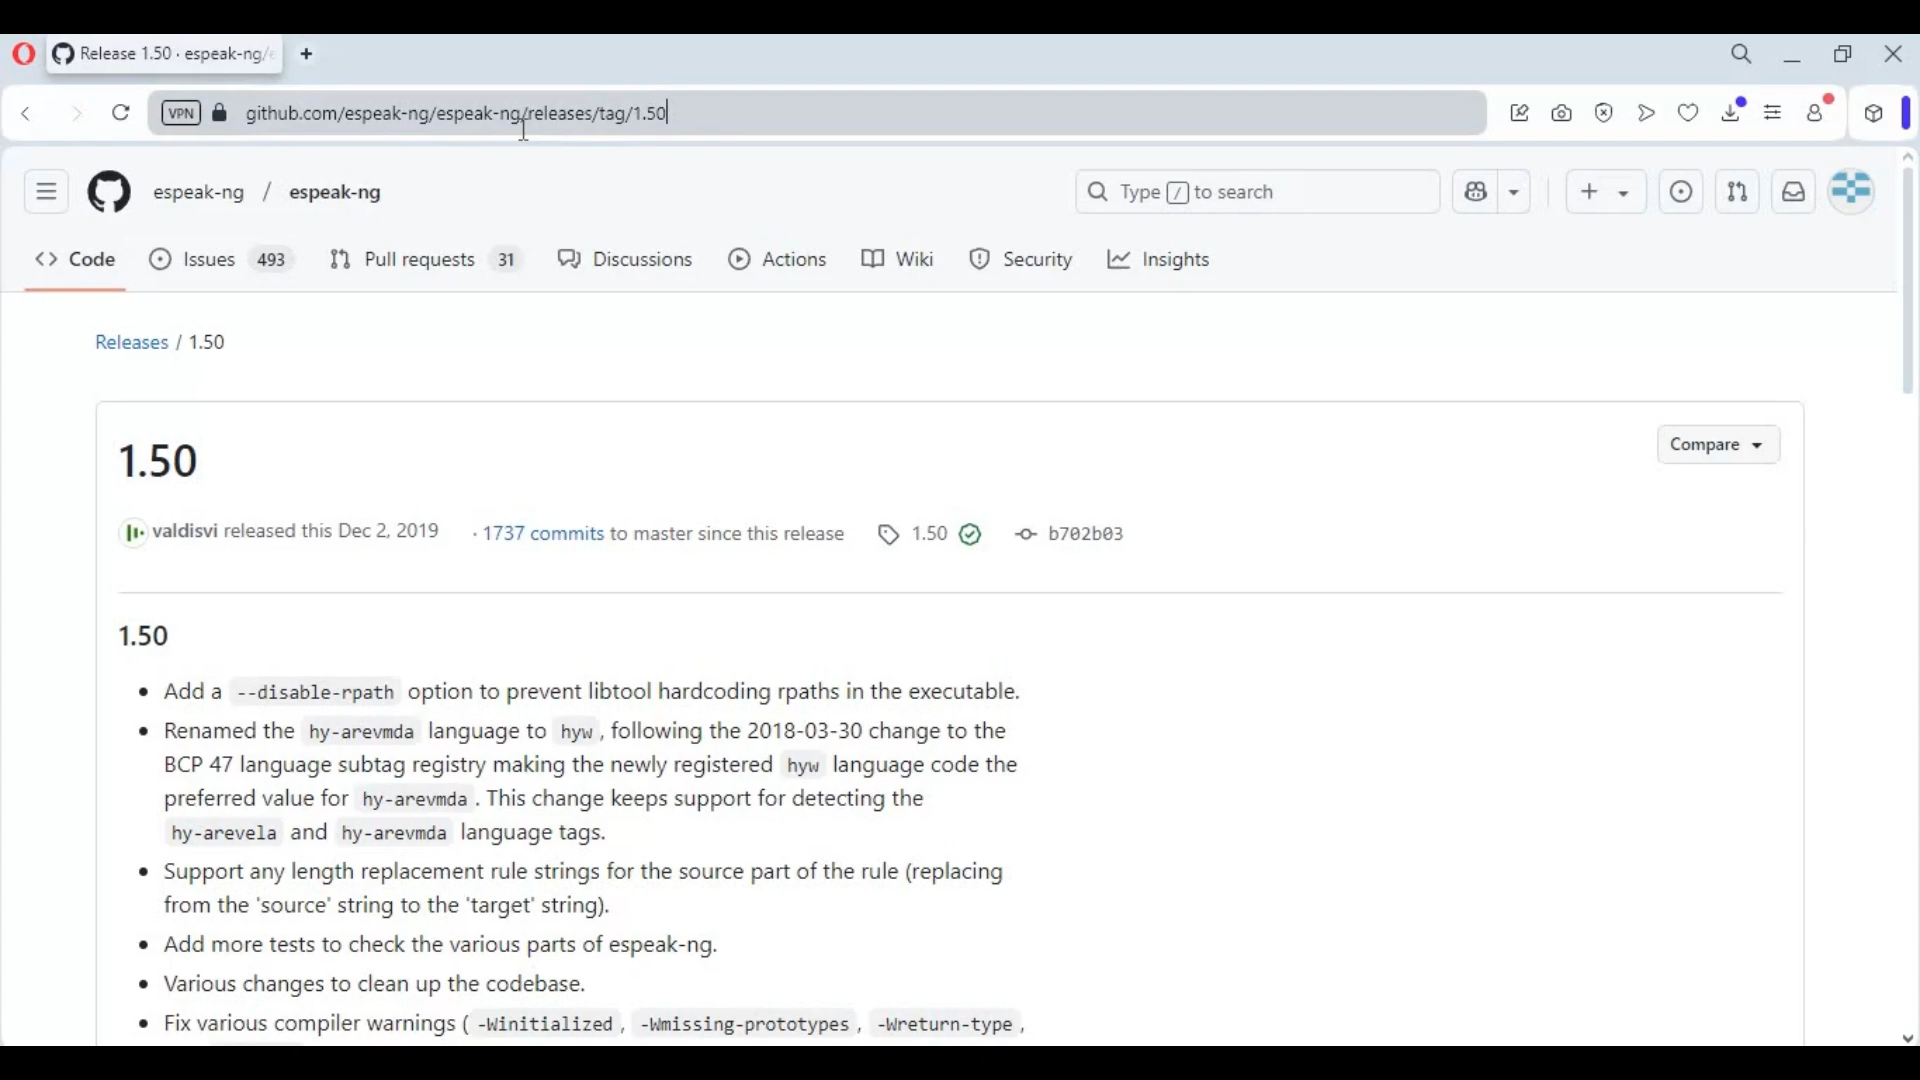 Release 1.50 · espeak-ng/e
VPN github.com/espeak-ng/espeak-ng/releases/tag/1.50
espeak-ng / espeak-ng
Type / to search
Code Issues 493 Pull requests 31 Discussions Actions Wiki Security Insights
Releases / 1.50
1.50
Compare
valdisvi released this Dec 2, 2019 · 1737 commits to master since this release 1.50 b702b03
1.50
Add a --disable-rpath option to prevent libtool hardcoding rpaths in the executable.
Renamed the hy-arevmda language to hyw, following the 2018-03-30 change to the
BCP 47 language subtag registry making the newly registered hyw language code the
preferred value for hy-arevmda. This change keeps support for detecting the
hy-arevela and hy-arevmda language tags.
Support any length replacement rule strings for the source part of the rule (replacing
from the 'source' string to the 'target' string).
Add more tests to check the various parts of espeak-ng.
Various changes to clean up the codebase.
Fix various compiler warnings (-Winitialized, -Wmissing-prototypes, -Wreturn-type,